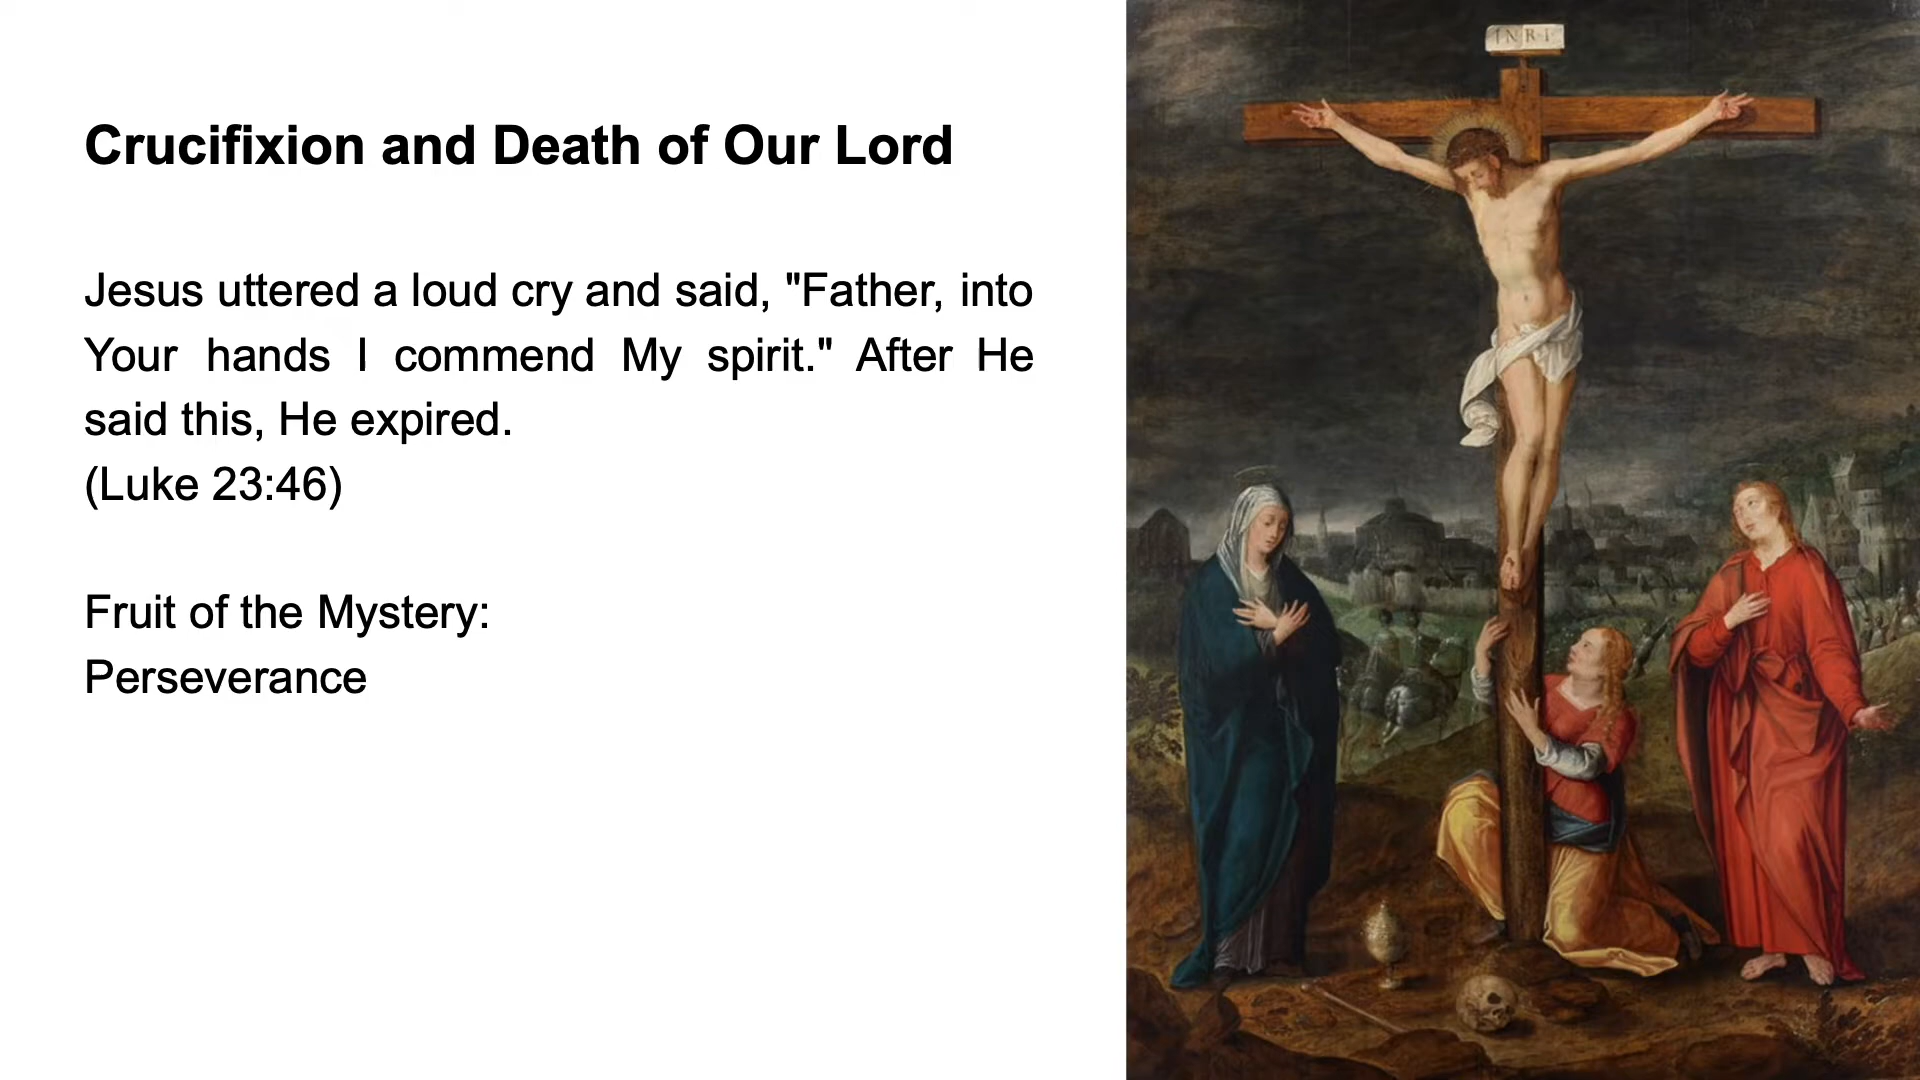 Crucifixion and Death of Our Lord
Jesus uttered a loud cry and said, "Father, into
Your hands I commend My spirit." After He
said this, He expired.
(Luke 23:46)
Fruit of the Mystery:
Perseverance
INRI